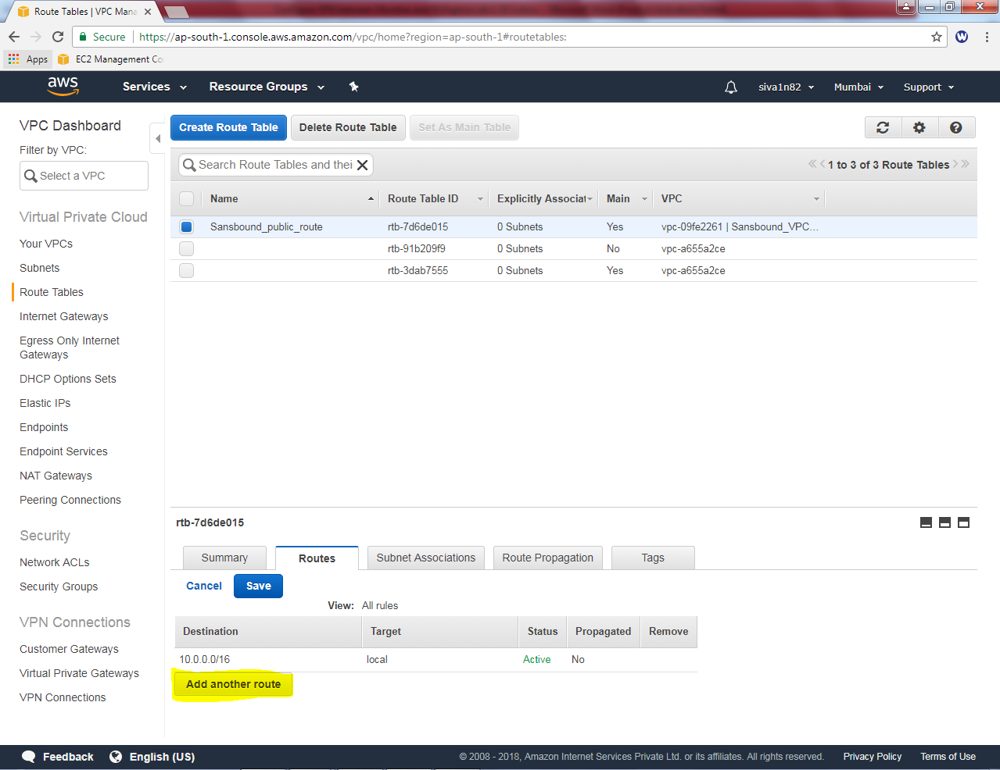 Route Tables | VPC Mana
Secure https://ap-south-1.console.aws.amazon.com/vpc/home?region=ap-south-1#routetables:
W
Apps EC2 Management Co
aws Services Resource Groups siva1n82 Mumbai Support
VPC Dashboard
Filter by VPC:
Select a VPC
Virtual Private Cloud
Your VPCs
Subnets
Route Tables
Internet Gateways
Egress Only Internet
Gateways
DHCP Options Sets
Elastic IPs
Endpoints
Endpoint Services
NAT Gateways
Peering Connections
Security
Network ACLs
Security Groups
VPN Connections
Customer Gateways
Virtual Private Gateways
VPN Connections
Create Route Table Delete Route Table Set As Main Table
Search Route Tables and thei 1 to 3 of 3 Route Tables
Name Route Table ID Explicitly Associat Main VPC
Sansbound_public_route rtb-7d6de015 0 Subnets Yes vpc-09fe2261 | Sansbound_VPC…
rtb-91b209f9 0 Subnets No vpc-a655a2ce
rtb-3dab7555 0 Subnets Yes vpc-a655a2ce
rtb-7d6de015
Summary Routes Subnet Associations Route Propagation Tags
Cancel Save
View: All rules
Destination Target Status Propagated Remove
10.0.0.0/16 local Active No
Add another route
Feedback English (US) © 2008 - 2018, Amazon Internet Services Private Ltd. or its affiliates. All rights reserved. Privacy Policy Terms of Use